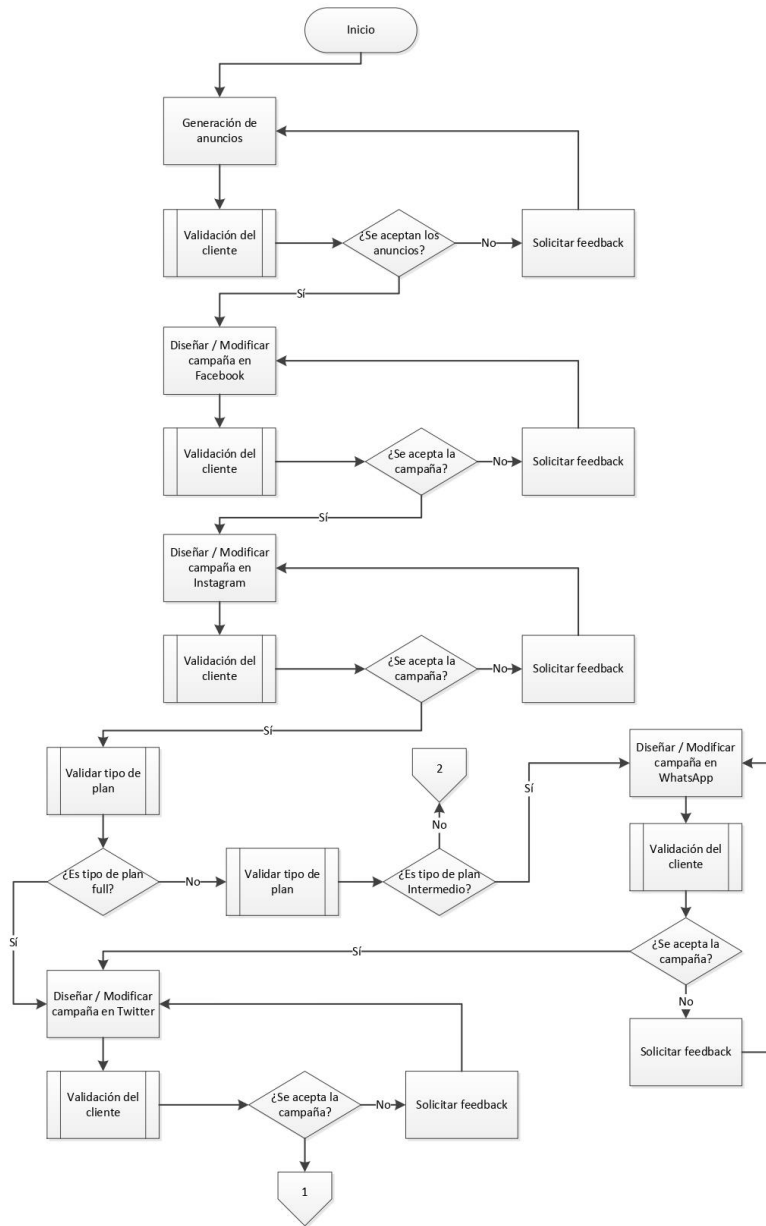 Inicio
Generación de
anuncios
Validación del
cliente
¿Se aceptan los
anuncios?
No
Solicitar feedback
Sí
Diseñar / Modificar
campaña en
Facebook
Validación del
cliente
¿Se acepta la
campaña?
No
Solicitar feedback
Sí
Diseñar / Modificar
campaña en
Instagram
Validación del
cliente
¿Se acepta la
campaña?
No
Solicitar feedback
Sí
Validar tipo de
plan
¿Es tipo de plan
full?
No
Validar tipo de
plan
¿Es tipo de plan
Intermedio?
No
2
Sí
Diseñar / Modificar
campaña en
WhatsApp
Validación del
cliente
¿Se acepta la
campaña?
No
Solicitar feedback
Sí
Sí
Diseñar / Modificar
campaña en Twitter
Validación del
cliente
¿Se acepta la
campaña?
No
Solicitar feedback
1